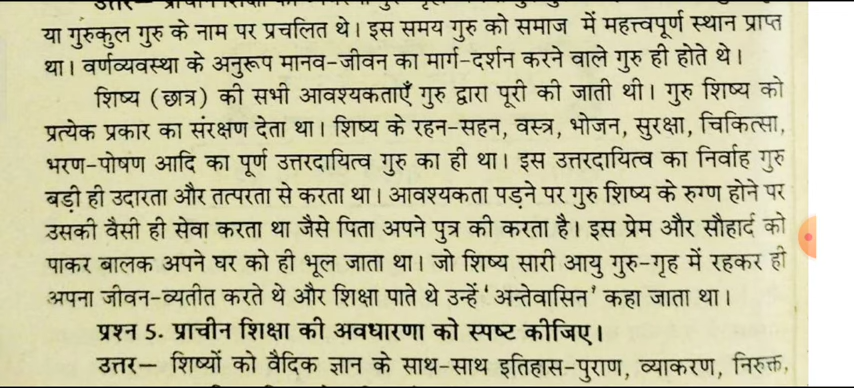 या गुरुकुल गुरु के नाम पर प्रचलित थे। इस समय गुरु को समाज में महत्त्वपूर्ण स्थान प्राप्त
था। वर्णव्यवस्था के अनुरूप मानव-जीवन का मार्ग-दर्शन करने वाले गुरु ही होते थे।
शिष्य (छात्र) की सभी आवश्यकताएँ गुरु द्वारा पूरी की जाती थी। गुरु शिष्य को
प्रत्येक प्रकार का संरक्षण देता था। शिष्य के रहन-सहन, वस्त्र, भोजन, सुरक्षा, चिकित्सा,
भरण-पोषण आदि का पूर्ण उत्तरदायित्व गुरु का ही था। इस उत्तरदायित्व का निर्वाह गुरु
बड़ी ही उदारता और तत्परता से करता था। आवश्यकता पड़ने पर गुरु शिष्य के रुग्ण होने पर
उसकी वैसी ही सेवा करता था जैसे पिता अपने पुत्र की करता है। इस प्रेम और सौहार्द को
पाकर बालक अपने घर को ही भूल जाता था। जो शिष्य सारी आयु गुरु-गृह में रहकर ही
अपना जीवन-व्यतीत करते थे और शिक्षा पाते थे उन्हें ‘अन्तेवासिन’ कहा जाता था।
प्रश्न 5. प्राचीन शिक्षा की अवधारणा को स्पष्ट कीजिए।
उत्तर— शिष्यों को वैदिक ज्ञान के साथ-साथ इतिहास-पुराण, व्याकरण, निरुक्त,